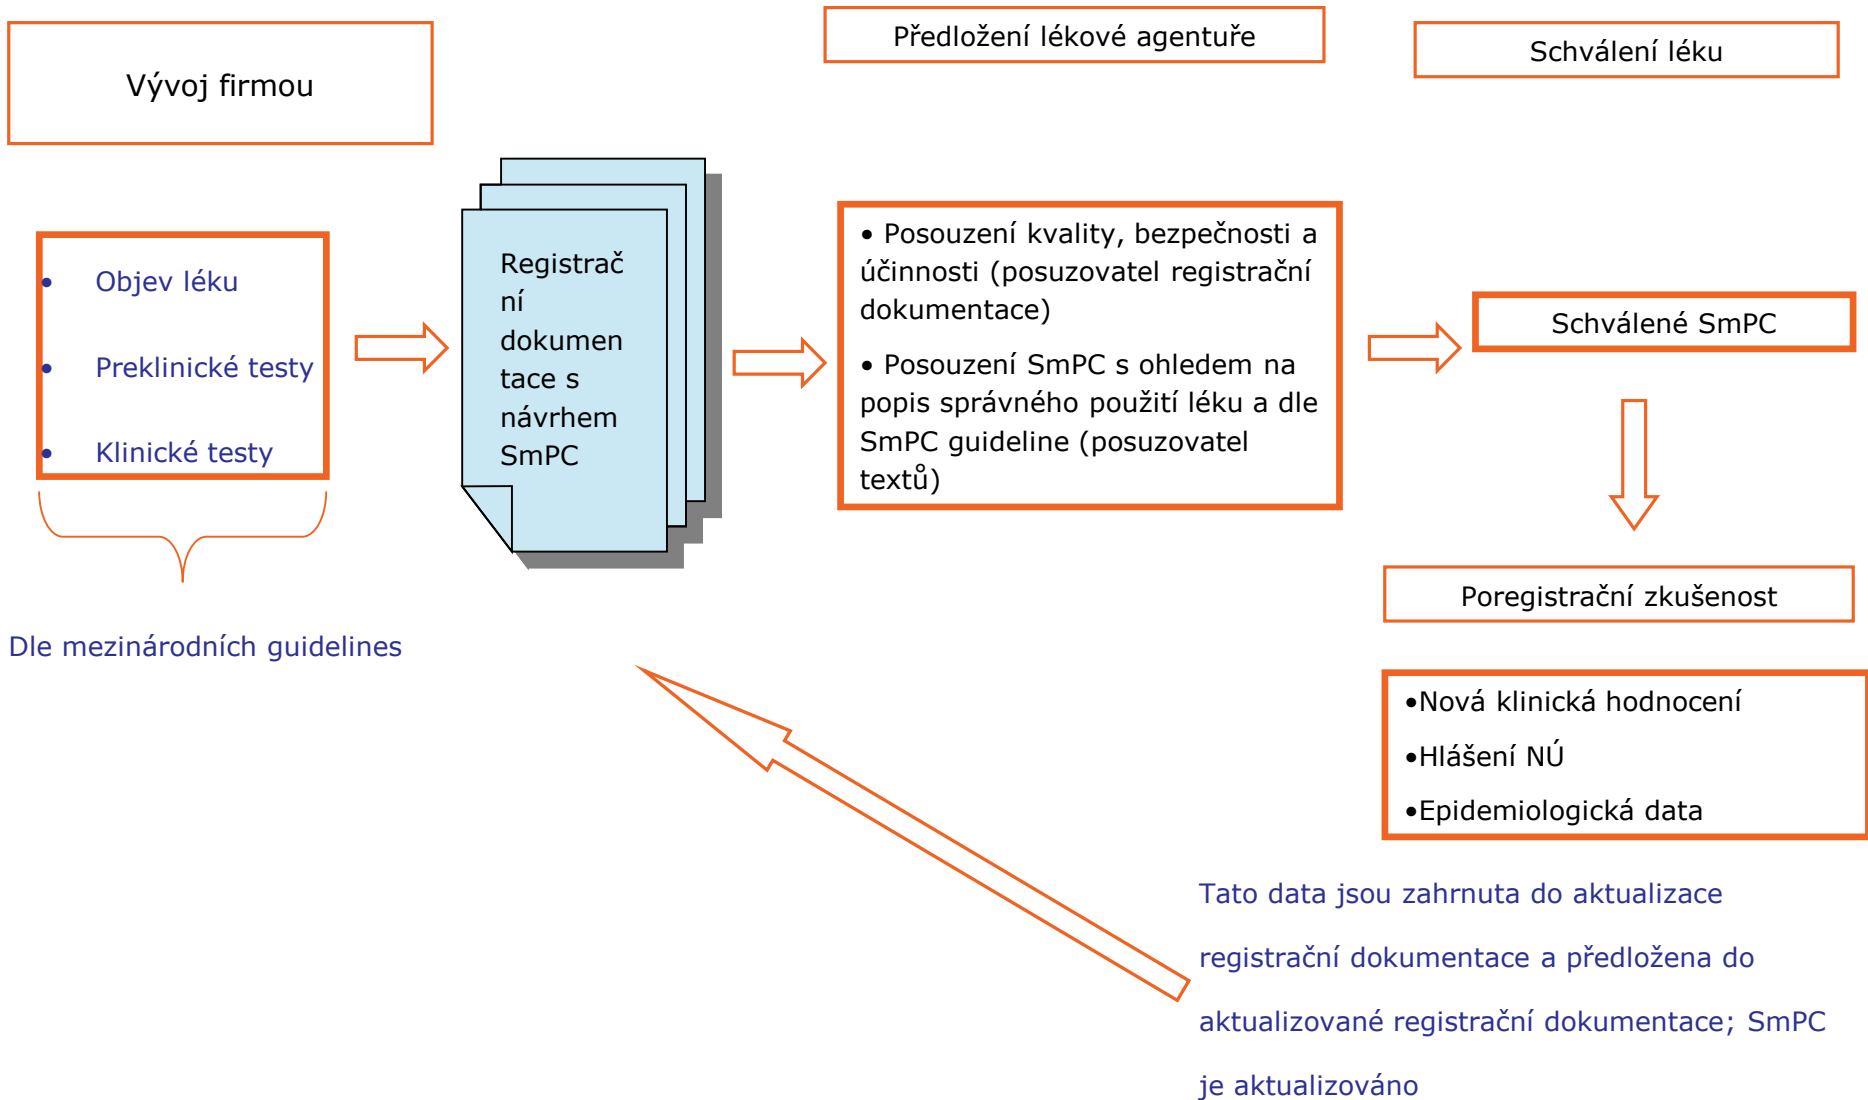 Vývoj firmou
Předložení lékové agentuře
Schválení léku
• Objev léku
• Preklinické testy
• Klinické testy
Dle mezinárodních guidelines
Registrač
ní
dokumen
tace s
návrhem
SmPC
• Posouzení kvality, bezpečnosti a
účinnosti (posuzovatel registrační
dokumentace)
• Posouzení SmPC s ohledem na
popis správného použití léku a dle
SmPC guideline (posuzovatel
textů)
Schválené SmPC
Poregistrační zkušenost
•Nová klinická hodnocení
•Hlášení NÚ
•Epidemiologická data
Tato data jsou zahrnuta do aktualizace
registrační dokumentace a předložena do
aktualizované registrační dokumentace; SmPC
je aktualizováno